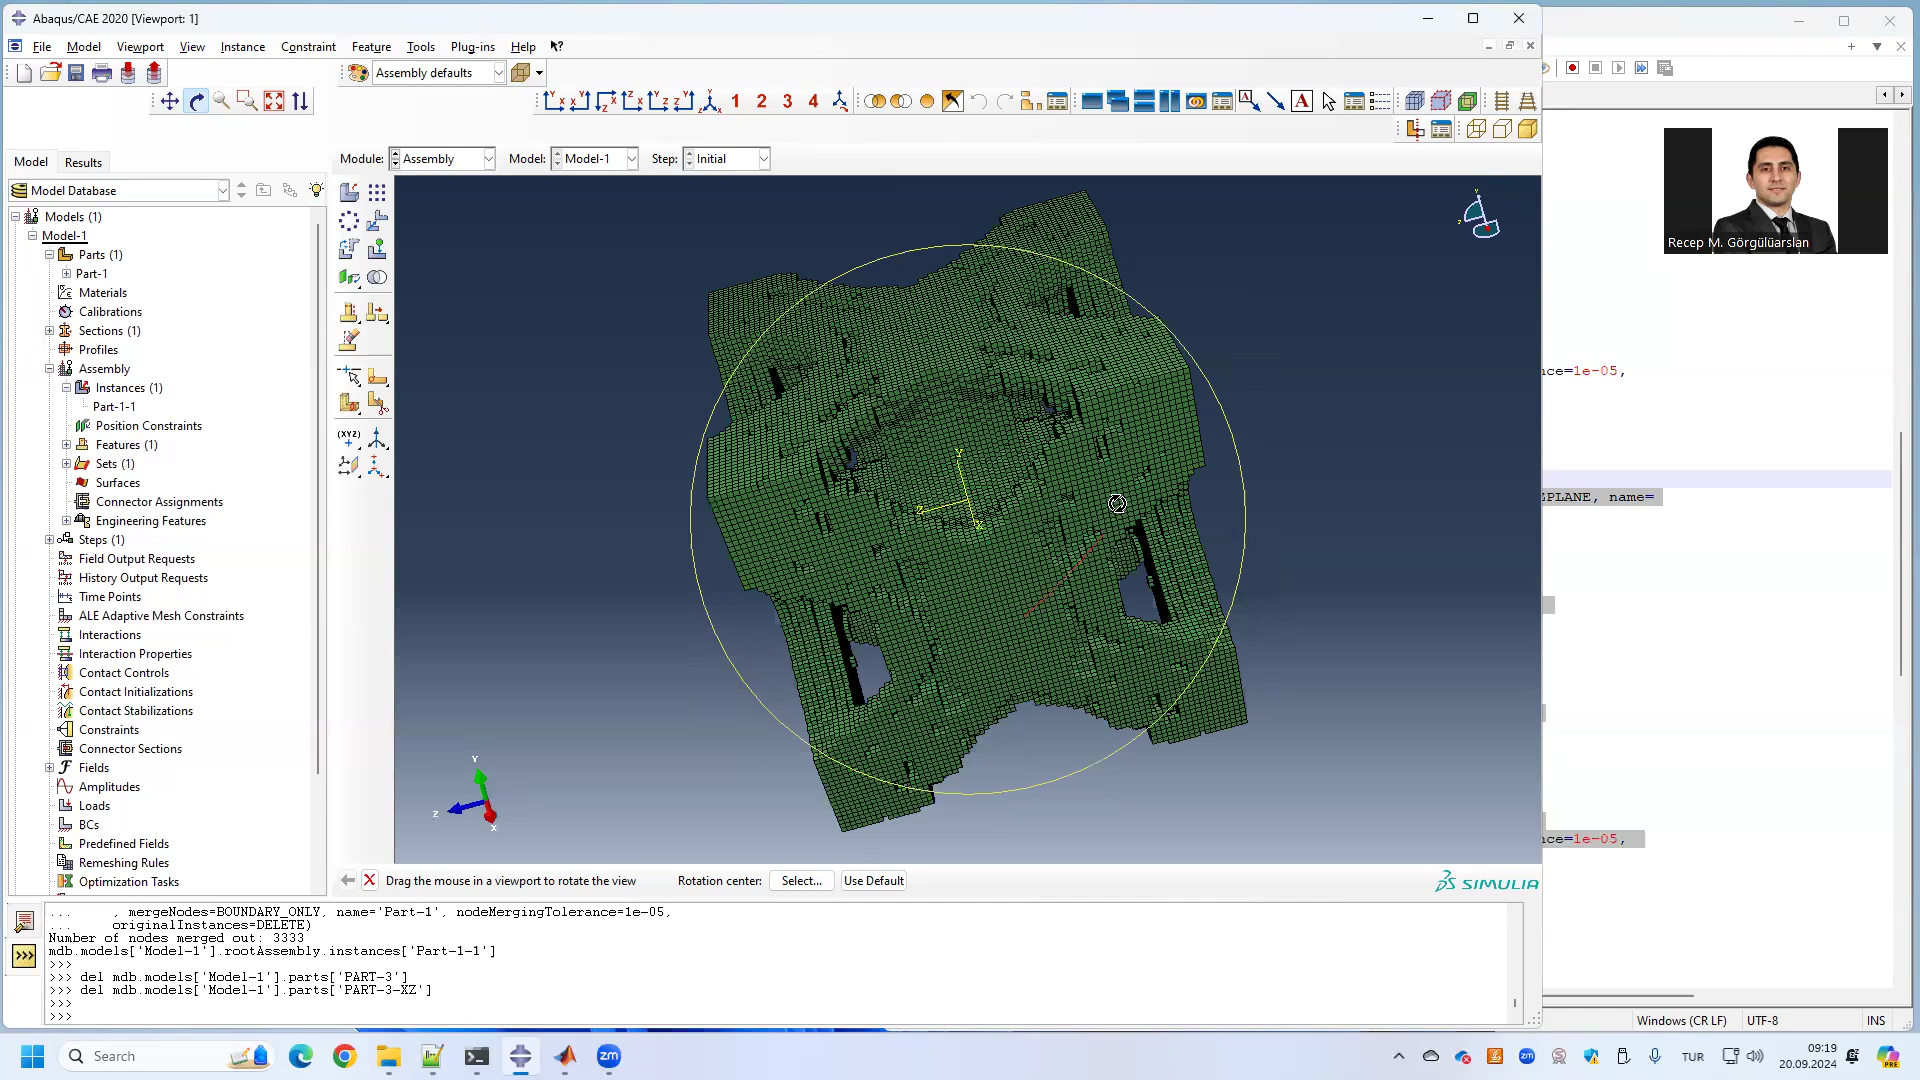 Abaqus/CAE 2020 [Viewport: 1]
File Model Viewport View Instance Constraint Feature Tools Plug-ins Help
Assembly defaults
1 2 3 4
A
Model Results
Module: Assembly Model: Model-1 Step: Initial
Model Database
Models (1)
Model-1
Parts (1)
Part-1
Materials
Calibrations
Sections (1)
Profiles
Assembly
Instances (1)
Part-1-1
Position Constraints
Features (1)
Sets (1)
Surfaces
Connector Assignments
Engineering Features
Steps (1)
Field Output Requests
History Output Requests
Time Points
ALE Adaptive Mesh Constraints
Interactions
Interaction Properties
Contact Controls
Contact Initializations
Contact Stabilizations
Constraints
Connector Sections
Fields
Amplitudes
Loads
BCs
Predefined Fields
Remeshing Rules
Optimization Tasks
(XYZ)
Y
Z
X
Y
Z
X
Recep M. Görgülüarslan
nce=1e-05,
ZPLANE, name=
nce=1e-05,
Drag the mouse in a viewport to rotate the view Rotation center: Select... Use Default
SIMULIA
... , mergeNodes=BOUNDARY_ONLY, name='Part-1', nodeMergingTolerance=1e-05,
... originalInstances=DELETE)
Number of nodes merged out: 3333
mdb.models['Model-1'].rootAssembly.instances['Part-1-1']
>>>
>>> del mdb.models['Model-1'].parts['PART-3']
>>> del mdb.models['Model-1'].parts['PART-3-XZ']
>>>
>>>
Windows (CR LF) UTF-8 INS
Search
zm
zm
TUR
09:19
20.09.2024
PRE